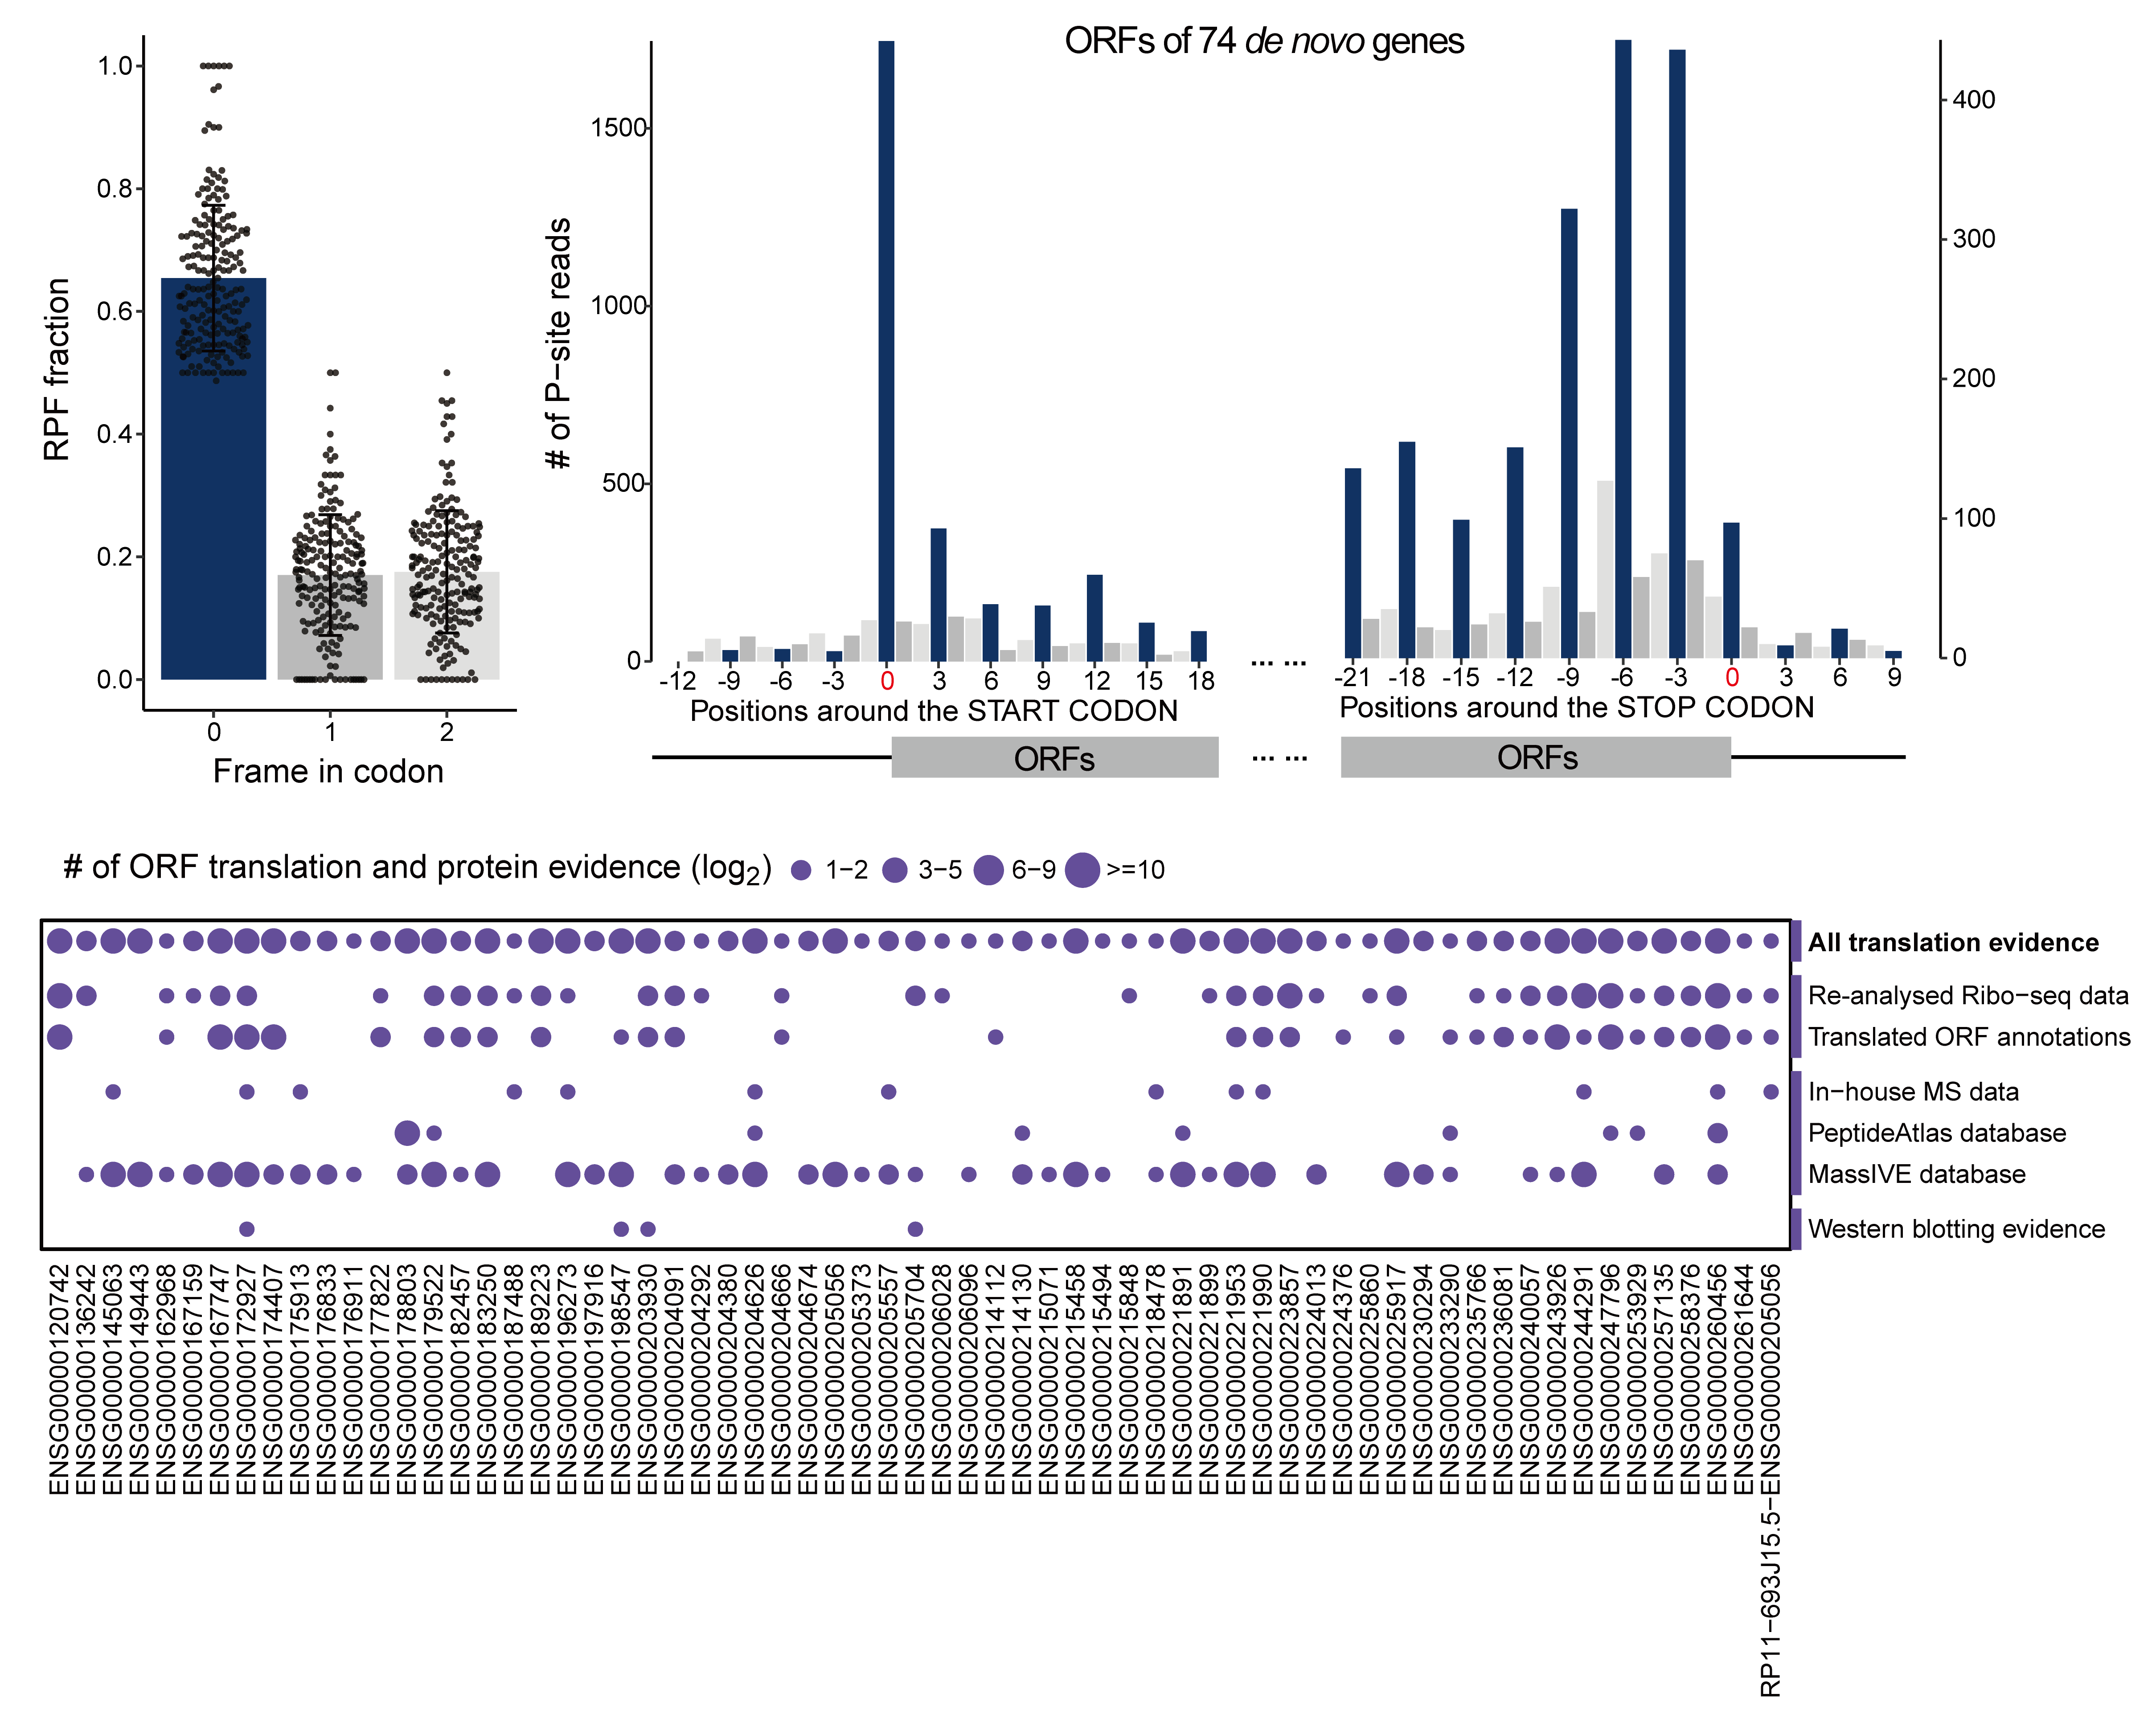 ORFs of 74 de novo genes
RPF fraction
1.0
0.8
0.6
0.4
0.2
0.0
0 1 2
Frame in codon
# of P−site reads
1500
1000
500
0
-12 -9 -6 -3 0 3 6 9 12 15 18
Positions around the START CODON
ORFs
... ...
... ...
400
300
200
100
0
-21 -18 -15 -12 -9 -6 -3 0 3 6 9
Positions around the STOP CODON
ORFs
# of ORF translation and protein evidence (log2) 1−2 3−5 6−9 >=10
All translation evidence
Re−analysed Ribo−seq data
Translated ORF annotations
In−house MS data
PeptideAtlas database
MassIVE database
Western blotting evidence
ENSG00000120742
ENSG00000136242
ENSG00000145063
ENSG00000149443
ENSG00000162968
ENSG00000167159
ENSG00000167747
ENSG00000172927
ENSG00000174407
ENSG00000175913
ENSG00000176833
ENSG00000176911
ENSG00000177822
ENSG00000178803
ENSG00000179522
ENSG00000182457
ENSG00000183250
ENSG00000187488
ENSG00000189223
ENSG00000196273
ENSG00000197916
ENSG00000198547
ENSG00000203930
ENSG00000204091
ENSG00000204292
ENSG00000204380
ENSG00000204626
ENSG00000204666
ENSG00000204674
ENSG00000205056
ENSG00000205373
ENSG00000205557
ENSG00000205704
ENSG00000206028
ENSG00000206096
ENSG00000214112
ENSG00000214130
ENSG00000215071
ENSG00000215458
ENSG00000215494
ENSG00000215848
ENSG00000218478
ENSG00000221891
ENSG00000221899
ENSG00000221953
ENSG00000221990
ENSG00000223857
ENSG00000224013
ENSG00000224376
ENSG00000225860
ENSG00000225917
ENSG00000230294
ENSG00000233290
ENSG00000235766
ENSG00000236081
ENSG00000240057
ENSG00000243926
ENSG00000244291
ENSG00000247796
ENSG00000253929
ENSG00000257135
ENSG00000258376
ENSG00000260456
ENSG00000261644
RP11−693J15.5−ENSG00000205056